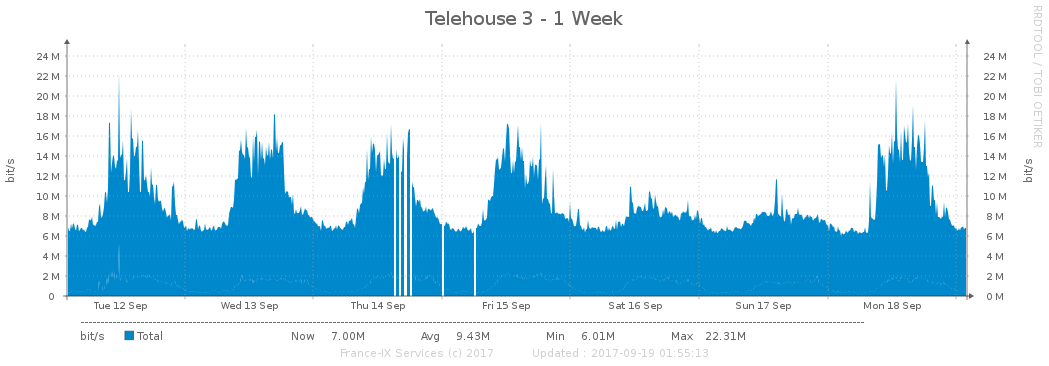 Telehouse 3 - 1 Week
RRDTOOL / TOBI OETIKER
24 M 24 M
22 M 22 M
20 M 20 M
18 M 18 M
16 M 16 M
14 M 14 M
12 M 12 M
10 M 10 M
8 M 8 M
6 M 6 M
4 M 4 M
2 M 2 M
0 0 M
bit/s
bit/s
Tue 12 Sep Wed 13 Sep Thu 14 Sep Fri 15 Sep Sat 16 Sep Sun 17 Sep Mon 18 Sep
bit/s Total Now 7.00M Avg 9.43M Min 6.01M Max 22.31M
France-IX Services (c) 2017 Updated : 2017-09-19 01:55:13